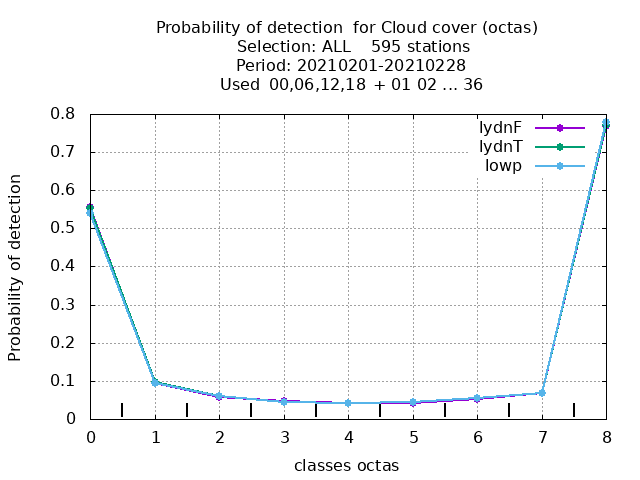 Probability of detection  for Cloud cover (octas)
Selection: ALL    595 stations
Period: 20210201-20210228
Used  00,06,12,18  + 01 02 ... 36
lydnF
lydnT
lowp
Probability of detection
0.8
0.7
0.6
0.5
0.4
0.3
0.2
0.1
0
0 1 2 3 4 5 6 7 8
classes octas